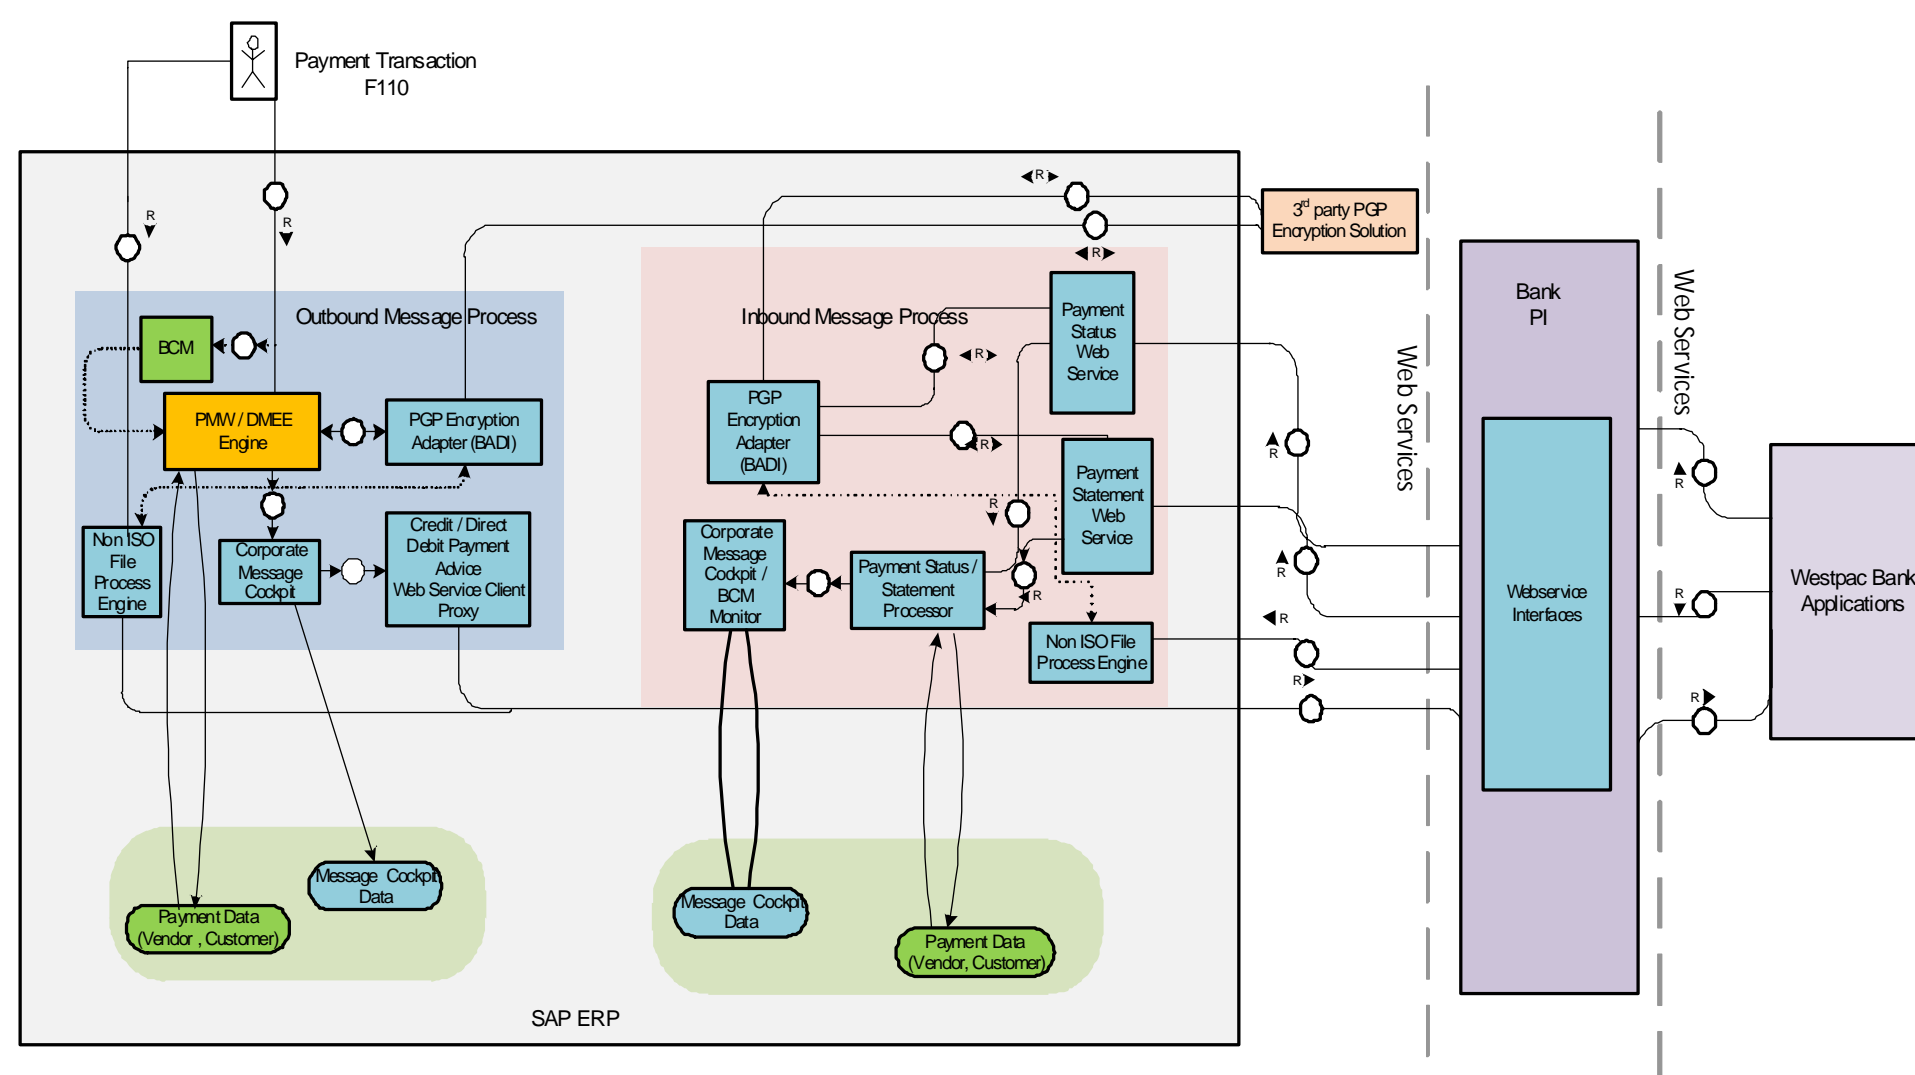 Payment Transaction
F110
R
R
R
R
3rd party PGP
Encryption Solution
Outbound Message Process
BCM
PMW / DMEE
Engine
PGP Encryption
Adapter (BADI)
Non ISO
File
Process
Engine
Corporate
Message
Cockpit
Credit / Direct
Debit Payment
Advice
Web Service Client
Proxy
Inbound Message Process
Payment
Status
Web
Service
R
PGP
Encryption
Adapter
(BADI)
R
Payment
Statement
Web
Service
R
Corporate
Message
Cockpit /
BCM
Monitor
Payment Status /
Statement
Processor
R
Non ISO File
Process Engine
R
R
R
R
Web Services
Bank
PI
Webservice
Interfaces
Web Services
R
R
R
Westpac Bank
Applications
Message Cockpit
Data
Payment Data
(Vendor , Customer)
Message Cockpit
Data
Payment Data
(Vendor, Customer)
SAP ERP